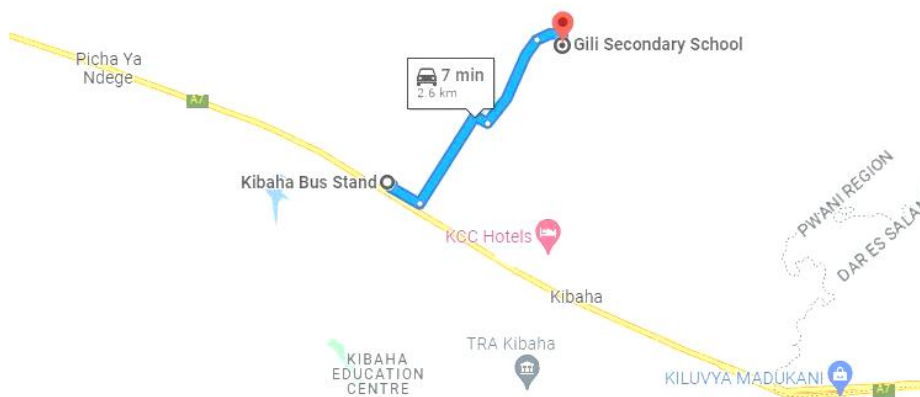 Gili Secondary School
Picha Ya
Ndege
7 min
2.6 km
A7
Kibaha Bus Stand
PWANI REGION
DAR ES SALA
KCC Hotels
Kibaha
TRA Kibaha
KIBAHA
EDUCATION
CENTRE
KILUVYA MADUKANI
A7